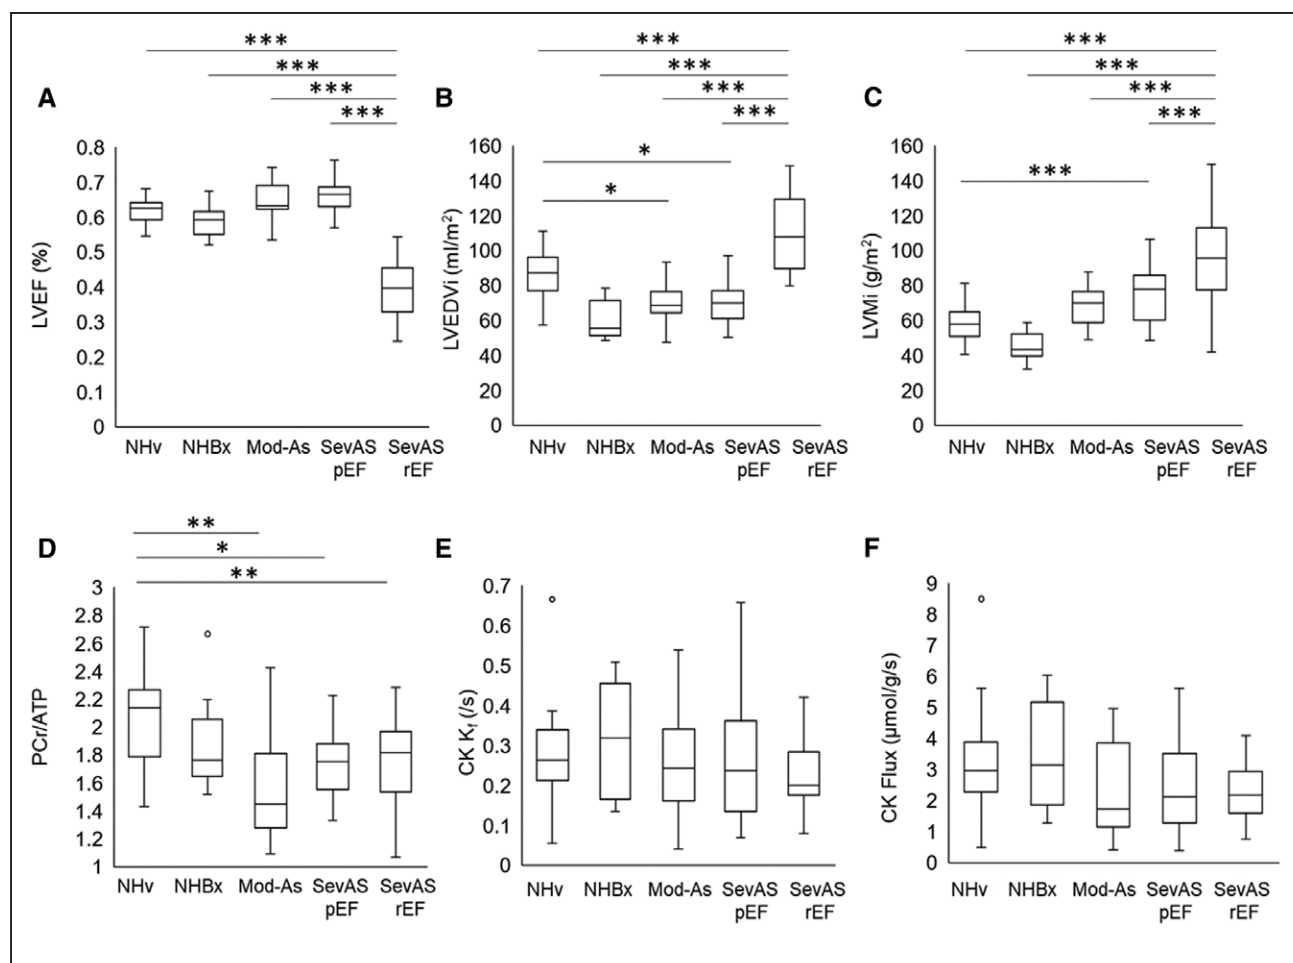 *** *** ***
*** *** ***
*** *** ***
*** *** ***
A B C
LVEF (%)
0.8
0.7
0.6
0.5
0.4
0.3
0.2
0.1
0
NHv NHBx Mod-As SevAS SevAS
pEF rEF
LVEDVi (ml/m²)
160
140
120
100
80
60
40
20
0
*
*
NHv NHBx Mod-As SevAS SevAS
pEF rEF
LVMi (g/m²)
160
140
120
100
80
60
40
20
0
***
NHv NHBx Mod-As SevAS SevAS
pEF rEF
**
*
**
D
PCr/ATP
3
2.8
2.6
2.4
2.2
2
1.8
1.6
1.4
1.2
1
NHv NHBx Mod-As SevAS SevAS
pEF rEF
E
CK Kf (/s)
0.7
0.6
0.5
0.4
0.3
0.2
0.1
0
NHv NHBx Mod-As SevAS SevAS
pEF rEF
F
CK Flux (µmol/g/s)
9
8
7
6
5
4
3
2
1
0
NHv NHBx Mod-As SevAS SevAS
pEF rEF